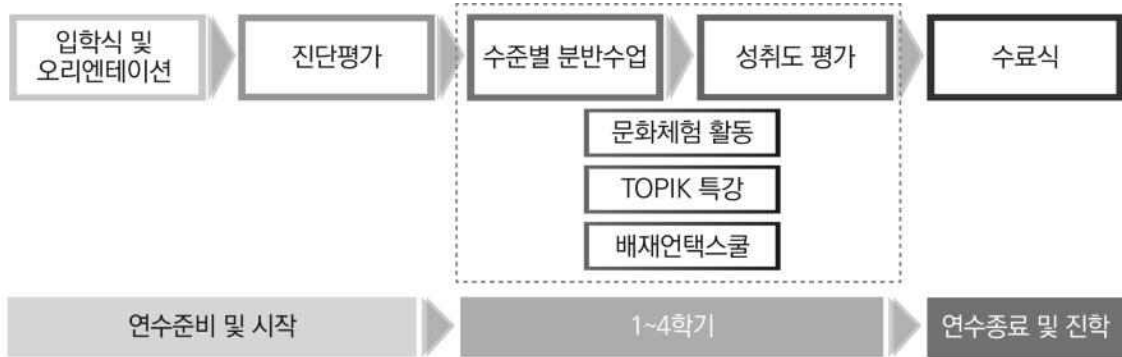 입학식 및
오리엔테이션
진단평가
수준별 분반수업
성취도 평가
수료식
문화체험 활동
TOPIK 특강
배재언택스쿨
연수준비 및 시작
1~4학기
연수종료 및 진학